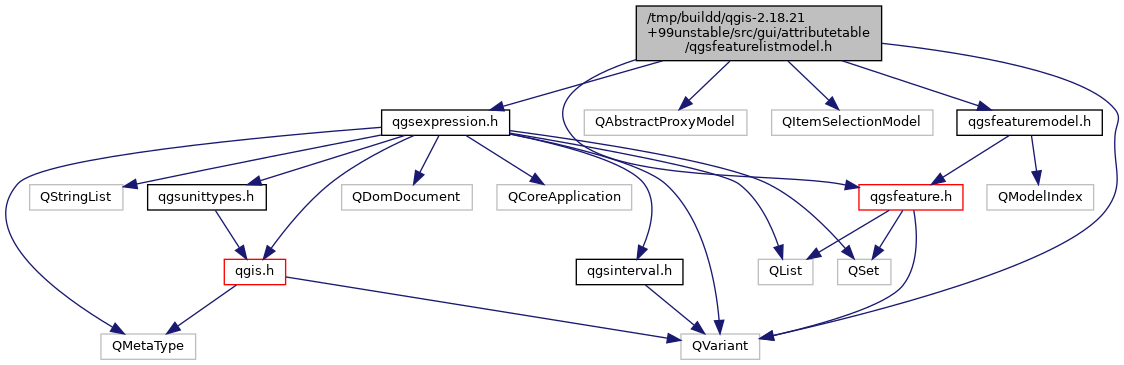 /tmp/buildd/qgis-2.18.21
+99unstable/src/gui/attributetable
/qgsfeaturelistmodel.h
qgsexpression.h
QAbstractProxyModel
QItemSelectionModel
qgsfeaturemodel.h
QStringList
qgsunittypes.h
QDomDocument
QCoreApplication
qgsfeature.h
QModelIndex
qgis.h
qgsinterval.h
QList
QSet
QMetaType
QVariant